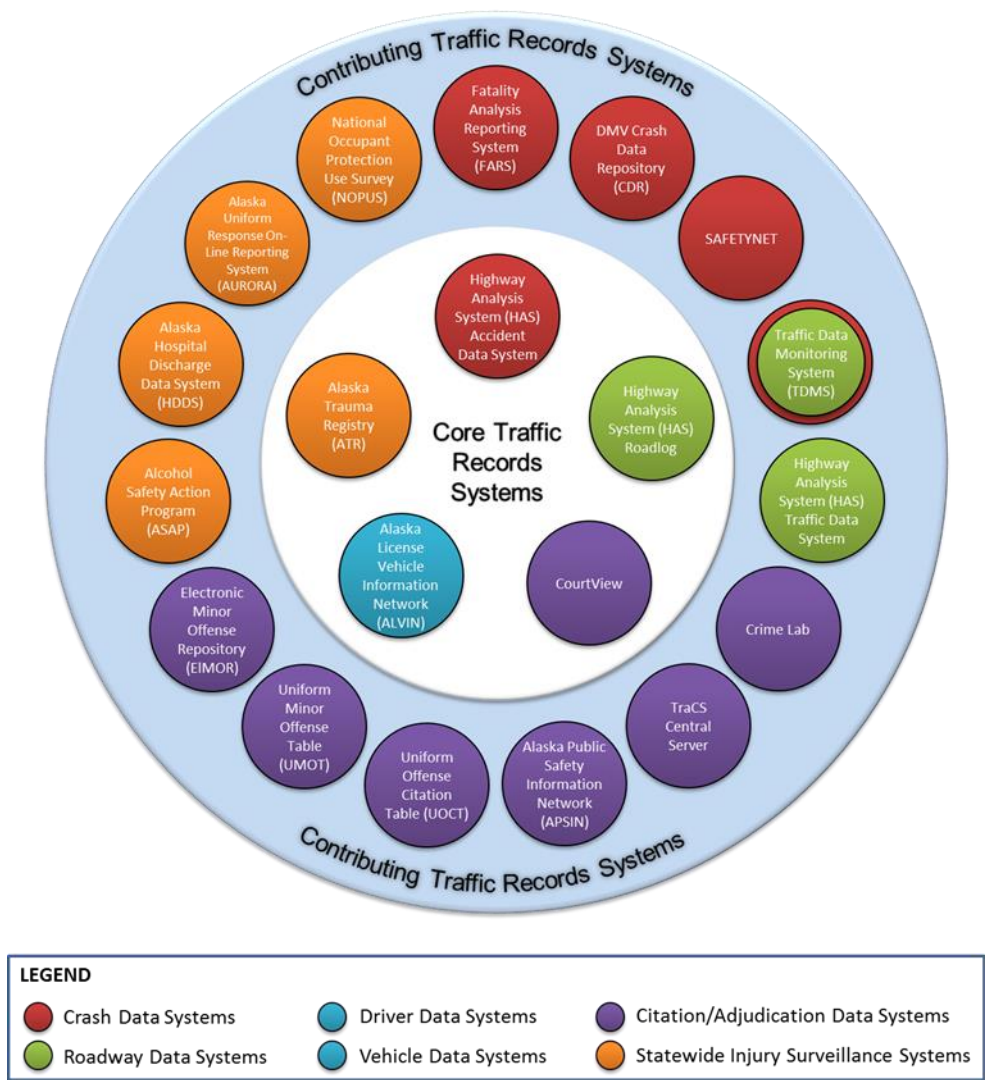 Contributing Traffic Records Systems
Fatality
Analysis
Reporting
System
(FARS)
DMV Crash
Data
Repository
(CDR)
SAFETYNET
Traffic Data
Monitoring
System
(TDMS)
Highway
Analysis
System (HAS)
Traffic Data
System
Crime Lab
TraCS
Central
Server
Alaska Public
Safety
Information
Network
(APSIN)
Uniform
Offense
Citation
Table (UOCT)
Uniform
Minor
Offense
Table
(UMOT)
Electronic
Minor
Offense
Repository
(EIMOR)
Alcohol
Safety Action
Program
(ASAP)
Alaska
Hospital
Discharge
Data System
(HDDS)
Alaska
Uniform
Response On-
Line Reporting
System
(AURORA)
National
Occupant
Protection
Use Survey
(NOPUS)
Highway
Analysis
System (HAS)
Accident
Data System
Highway
Analysis
System (HAS)
Roadlog
CourtView
Alaska
License
Vehicle
Information
Network
(ALVIN)
Alaska
Trauma
Registry
(ATR)
Core Traffic
Records
Systems
Contributing Traffic Records Systems
LEGEND
Crash Data Systems
Driver Data Systems
Citation/Adjudication Data Systems
Roadway Data Systems
Vehicle Data Systems
Statewide Injury Surveillance Systems